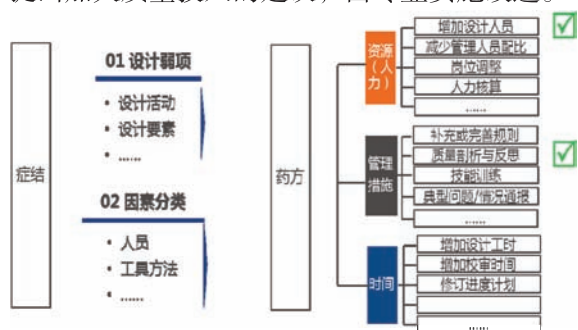 症结
01 设计弱项
• 设计活动
• 设计要素
• ……
02 因素分类
• 人员
• 工具方法
• ……
药方
资源
（人
力）
增加设计人员
减少管理人员配比
岗位调整
人力核算
……
管理
措施
补充或完善规则
质量剖析与反思
技能训练
典型问题/情况通报
……
时间
增加设计工时
增加校审时间
修订进度计划
……